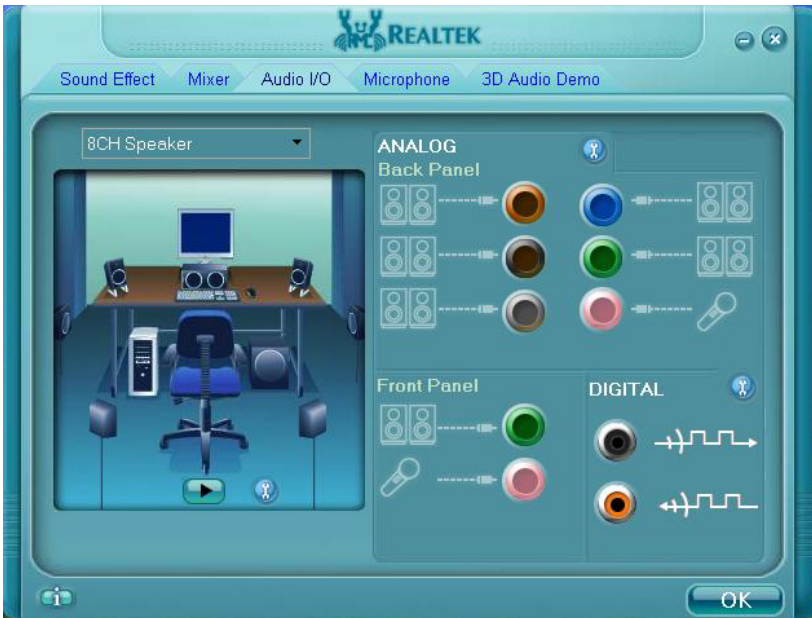 REALTEK
Sound Effect Mixer Audio I/O Microphone 3D Audio Demo
8CH Speaker
ANALOG
Back Panel
Front Panel
DIGITAL
i
OK